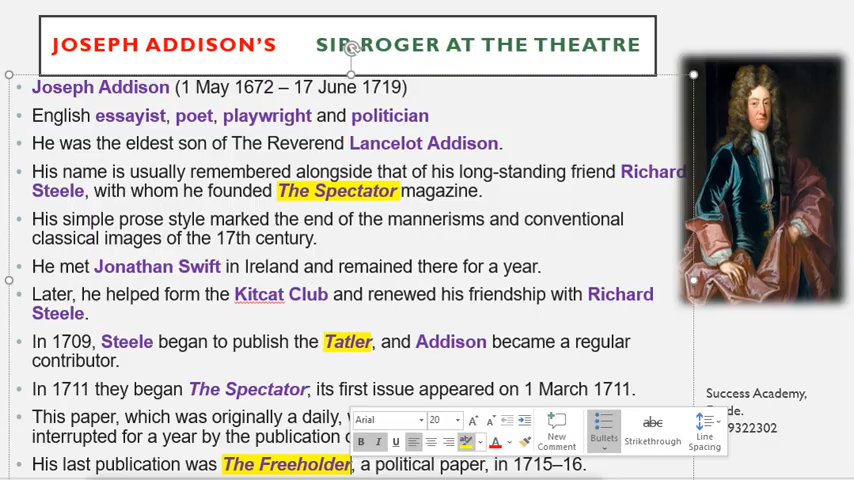 JOSEPH ADDISON'S SIR ROGER AT THE THEATRE
Joseph Addison (1 May 1672 – 17 June 1719)
English essayist, poet, playwright and politician
He was the eldest son of The Reverend Lancelot Addison.
His name is usually remembered alongside that of his long-standing friend Richard
Steele, with whom he founded The Spectator magazine.
His simple prose style marked the end of the mannerisms and conventional
classical images of the 17th century.
He met Jonathan Swift in Ireland and remained there for a year.
Later, he helped form the Kitcat Club and renewed his friendship with Richard
Steele.
In 1709, Steele began to publish the Tatler, and Addison became a regular
contributor.
In 1711 they began The Spectator; its first issue appeared on 1 March 1711.
This paper, which was originally a daily,
interrupted for a year by the publication
His last publication was The Freeholder, a political paper, in 1715–16.
Success Academy,
9322302
Arial 20
New
Comment
Bullets
Strikethrough
Line
Spacing